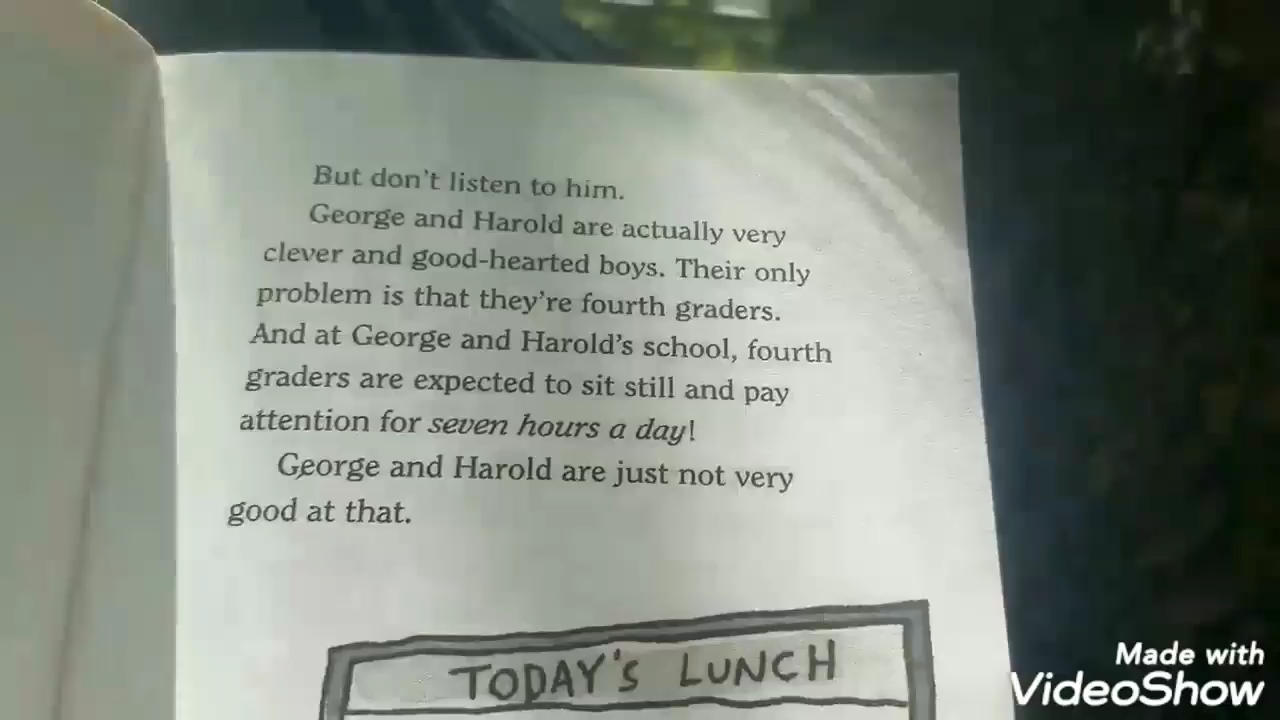 But don't listen to him.
George and Harold are actually very
clever and good-hearted boys. Their only
problem is that they're fourth graders.
And at George and Harold's school, fourth
graders are expected to sit still and pay
attention for seven hours a day!
George and Harold are just not very
good at that.
TODAY'S LUNCH
Made with
VideoShow